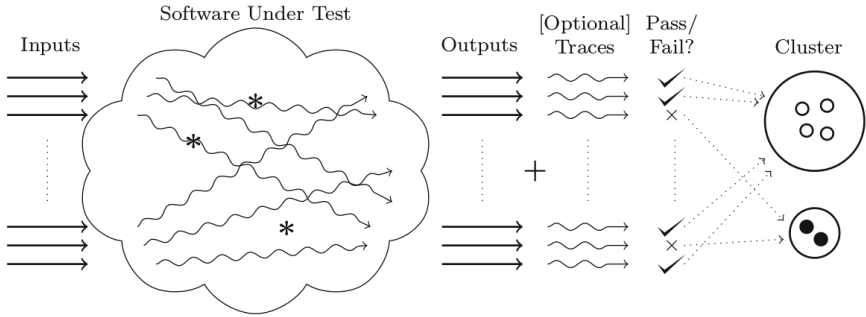 Software Under Test
Inputs
Outputs
[Optional]
Traces
Pass/
Fail?
Cluster
*
*
*
+